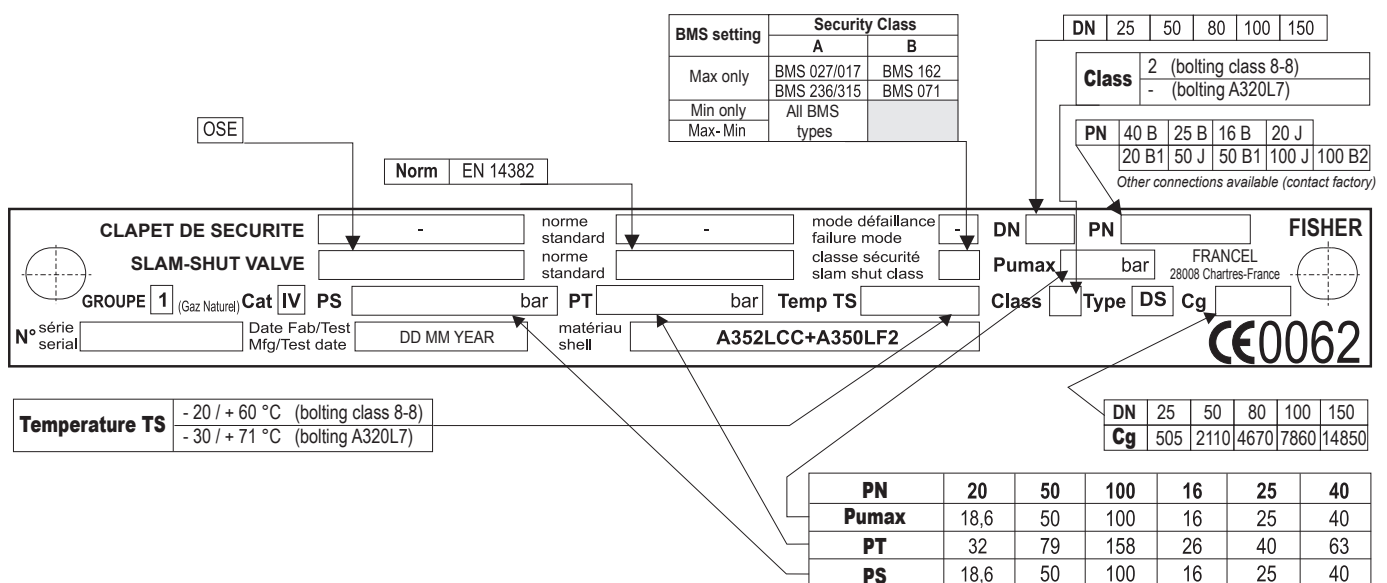 BMS setting Security Class
A B
Max only BMS 027/017 BMS 162
BMS 236/315 BMS 071
Min only All BMS
Max- Min types
DN 25 50 80 100 150
Class 2 (bolting class 8-8)
- (bolting A320L7)
PN 40 B 25 B 16 B 20 J
20 B1 50 J 50 B1 100 J 100 B2
Other connections available (contact factory)
OSE
Norm EN 14382
CLAPET DE SECURITE - norme standard - mode défaillance failure mode - DN PN FISHER
SLAM-SHUT VALVE norme standard classe sécurité slam shut class Pumax bar FRANCEL
28008 Chartres-France
GROUPE 1 (Gaz Naturel) Cat IV PS bar PT bar Temp TS Class Type DS Cg
N° série serial Date Fab/Test Mfg/Test date DD MM YEAR matériau shell A352LCC+A350LF2 CE0062
Temperature TS - 20 / + 60 °C (bolting class 8-8)
- 30 / + 71 °C (bolting A320L7)
DN 25 50 80 100 150
Cg 505 2110 4670 7860 14850
PN 20 50 100 16 25 40
Pumax 18,6 50 100 16 25 40
PT 32 79 158 26 40 63
PS 18,6 50 100 16 25 40